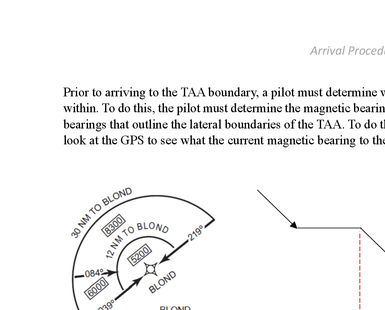 Arrival Proced
Prior to arriving to the TAA boundary, a pilot must determine w
within. To do this, the pilot must determine the magnetic bearin
bearings that outline the lateral boundaries of the TAA. To do th
look at the GPS to see what the current magnetic bearing to the
30 NM TO BLOND
8300
12 NM TO BLOND
5200
219°
084°
6000
BLOND
039°
BLOND